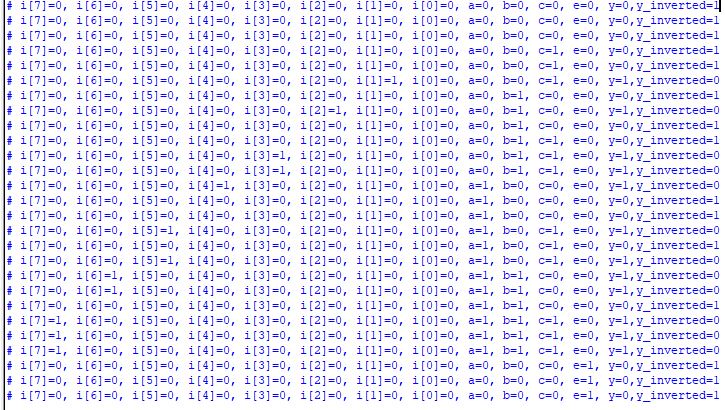 # i[7]=0, i[6]=0, i[5]=0, i[4]=0, i[3]=0, i[2]=0, i[1]=0, i[0]=0, a=0, b=0, c=0, e=0, y=0,y_inverted=1
# i[7]=0, i[6]=0, i[5]=0, i[4]=0, i[3]=0, i[2]=0, i[1]=0, i[0]=0, a=0, b=0, c=0, e=0, y=0,y_inverted=1
# i[7]=0, i[6]=0, i[5]=0, i[4]=0, i[3]=0, i[2]=0, i[1]=0, i[0]=0, a=0, b=0, c=0, e=0, y=0,y_inverted=1
# i[7]=0, i[6]=0, i[5]=0, i[4]=0, i[3]=0, i[2]=0, i[1]=0, i[0]=0, a=0, b=0, c=1, e=0, y=0,y_inverted=1
# i[7]=0, i[6]=0, i[5]=0, i[4]=0, i[3]=0, i[2]=0, i[1]=0, i[0]=0, a=0, b=0, c=1, e=0, y=0,y_inverted=1
# i[7]=0, i[6]=0, i[5]=0, i[4]=0, i[3]=0, i[2]=0, i[1]=1, i[0]=0, a=0, b=0, c=1, e=0, y=1,y_inverted=0
# i[7]=0, i[6]=0, i[5]=0, i[4]=0, i[3]=0, i[2]=0, i[1]=0, i[0]=0, a=0, b=1, c=0, e=0, y=0,y_inverted=1
# i[7]=0, i[6]=0, i[5]=0, i[4]=0, i[3]=0, i[2]=1, i[1]=0, i[0]=0, a=0, b=1, c=0, e=0, y=1,y_inverted=0
# i[7]=0, i[6]=0, i[5]=0, i[4]=0, i[3]=0, i[2]=0, i[1]=0, i[0]=0, a=0, b=1, c=0, e=0, y=0,y_inverted=1
# i[7]=0, i[6]=0, i[5]=0, i[4]=0, i[3]=0, i[2]=0, i[1]=0, i[0]=0, a=0, b=1, c=1, e=0, y=0,y_inverted=1
# i[7]=0, i[6]=0, i[5]=0, i[4]=0, i[3]=1, i[2]=0, i[1]=0, i[0]=0, a=0, b=1, c=1, e=0, y=1,y_inverted=0
# i[7]=0, i[6]=0, i[5]=0, i[4]=0, i[3]=1, i[2]=0, i[1]=0, i[0]=0, a=0, b=1, c=1, e=0, y=1,y_inverted=0
# i[7]=0, i[6]=0, i[5]=0, i[4]=1, i[3]=0, i[2]=0, i[1]=0, i[0]=0, a=1, b=0, c=0, e=0, y=1,y_inverted=0
# i[7]=0, i[6]=0, i[5]=0, i[4]=0, i[3]=0, i[2]=0, i[1]=0, i[0]=0, a=1, b=0, c=0, e=0, y=0,y_inverted=1
# i[7]=0, i[6]=0, i[5]=0, i[4]=0, i[3]=0, i[2]=0, i[1]=0, i[0]=0, a=1, b=0, c=0, e=0, y=0,y_inverted=1
# i[7]=0, i[6]=0, i[5]=1, i[4]=0, i[3]=0, i[2]=0, i[1]=0, i[0]=0, a=1, b=0, c=1, e=0, y=1,y_inverted=0
# i[7]=0, i[6]=0, i[5]=0, i[4]=0, i[3]=0, i[2]=0, i[1]=0, i[0]=0, a=1, b=0, c=1, e=0, y=0,y_inverted=1
# i[7]=0, i[6]=0, i[5]=1, i[4]=0, i[3]=0, i[2]=0, i[1]=0, i[0]=0, a=1, b=0, c=1, e=0, y=1,y_inverted=0
# i[7]=0, i[6]=1, i[5]=0, i[4]=0, i[3]=0, i[2]=0, i[1]=0, i[0]=0, a=1, b=1, c=0, e=0, y=1,y_inverted=0
# i[7]=0, i[6]=1, i[5]=0, i[4]=0, i[3]=0, i[2]=0, i[1]=0, i[0]=0, a=1, b=1, c=0, e=0, y=1,y_inverted=0
# i[7]=0, i[6]=0, i[5]=0, i[4]=0, i[3]=0, i[2]=0, i[1]=0, i[0]=0, a=1, b=1, c=0, e=0, y=0,y_inverted=1
# i[7]=1, i[6]=0, i[5]=0, i[4]=0, i[3]=0, i[2]=0, i[1]=0, i[0]=0, a=1, b=1, c=1, e=0, y=1,y_inverted=0
# i[7]=1, i[6]=0, i[5]=0, i[4]=0, i[3]=0, i[2]=0, i[1]=0, i[0]=0, a=1, b=1, c=1, e=0, y=1,y_inverted=0
# i[7]=1, i[6]=0, i[5]=0, i[4]=0, i[3]=0, i[2]=0, i[1]=0, i[0]=0, a=1, b=1, c=1, e=0, y=1,y_inverted=0
# i[7]=0, i[6]=0, i[5]=0, i[4]=0, i[3]=0, i[2]=0, i[1]=0, i[0]=0, a=0, b=0, c=0, e=1, y=0,y_inverted=1
# i[7]=0, i[6]=0, i[5]=0, i[4]=0, i[3]=0, i[2]=0, i[1]=0, i[0]=0, a=0, b=0, c=0, e=1, y=0,y_inverted=1
# i[7]=0, i[6]=0, i[5]=0, i[4]=0, i[3]=0, i[2]=0, i[1]=0, i[0]=0, a=0, b=0, c=0, e=1, y=0,y_inverted=1